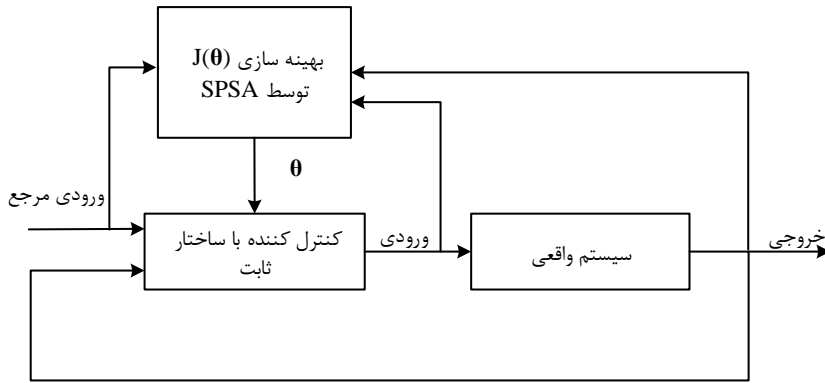 بهینه سازی J(θ)
توسط SPSA
θ
ورودی مرجع
کنترل کننده با ساختار
ثابت
ورودی
سیستم واقعی
خروجی